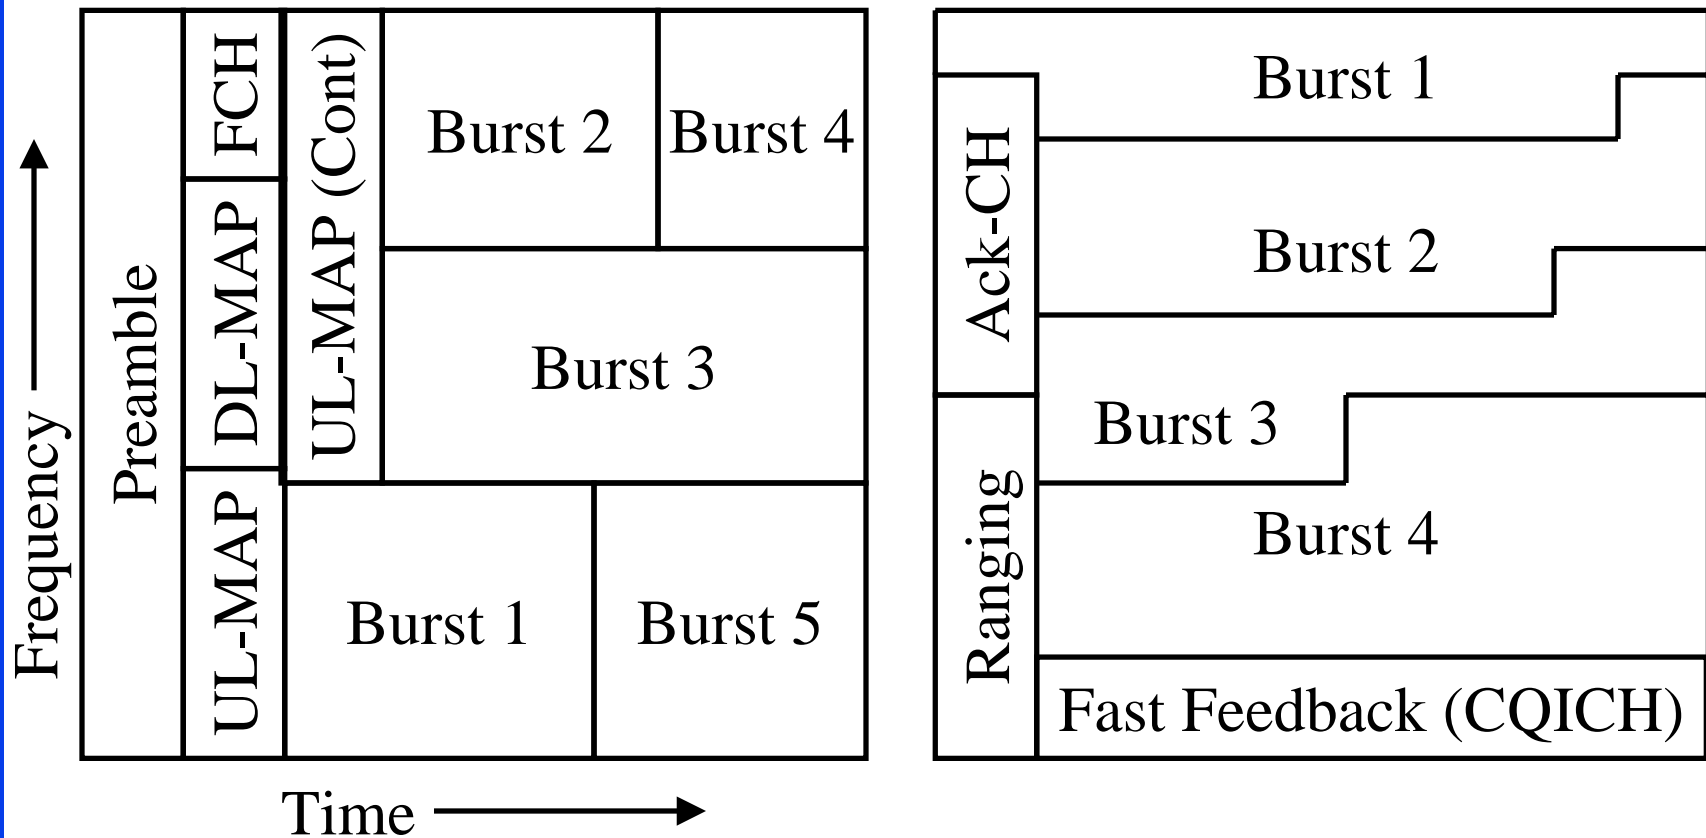 Frequency
Preamble
FCH
DL-MAP
UL-MAP
UL-MAP (Cont)
Burst 2
Burst 4
Burst 3
Burst 1
Burst 5
Time
Ack-CH
Ranging
Burst 1
Burst 2
Burst 3
Burst 4
Fast Feedback (CQICH)